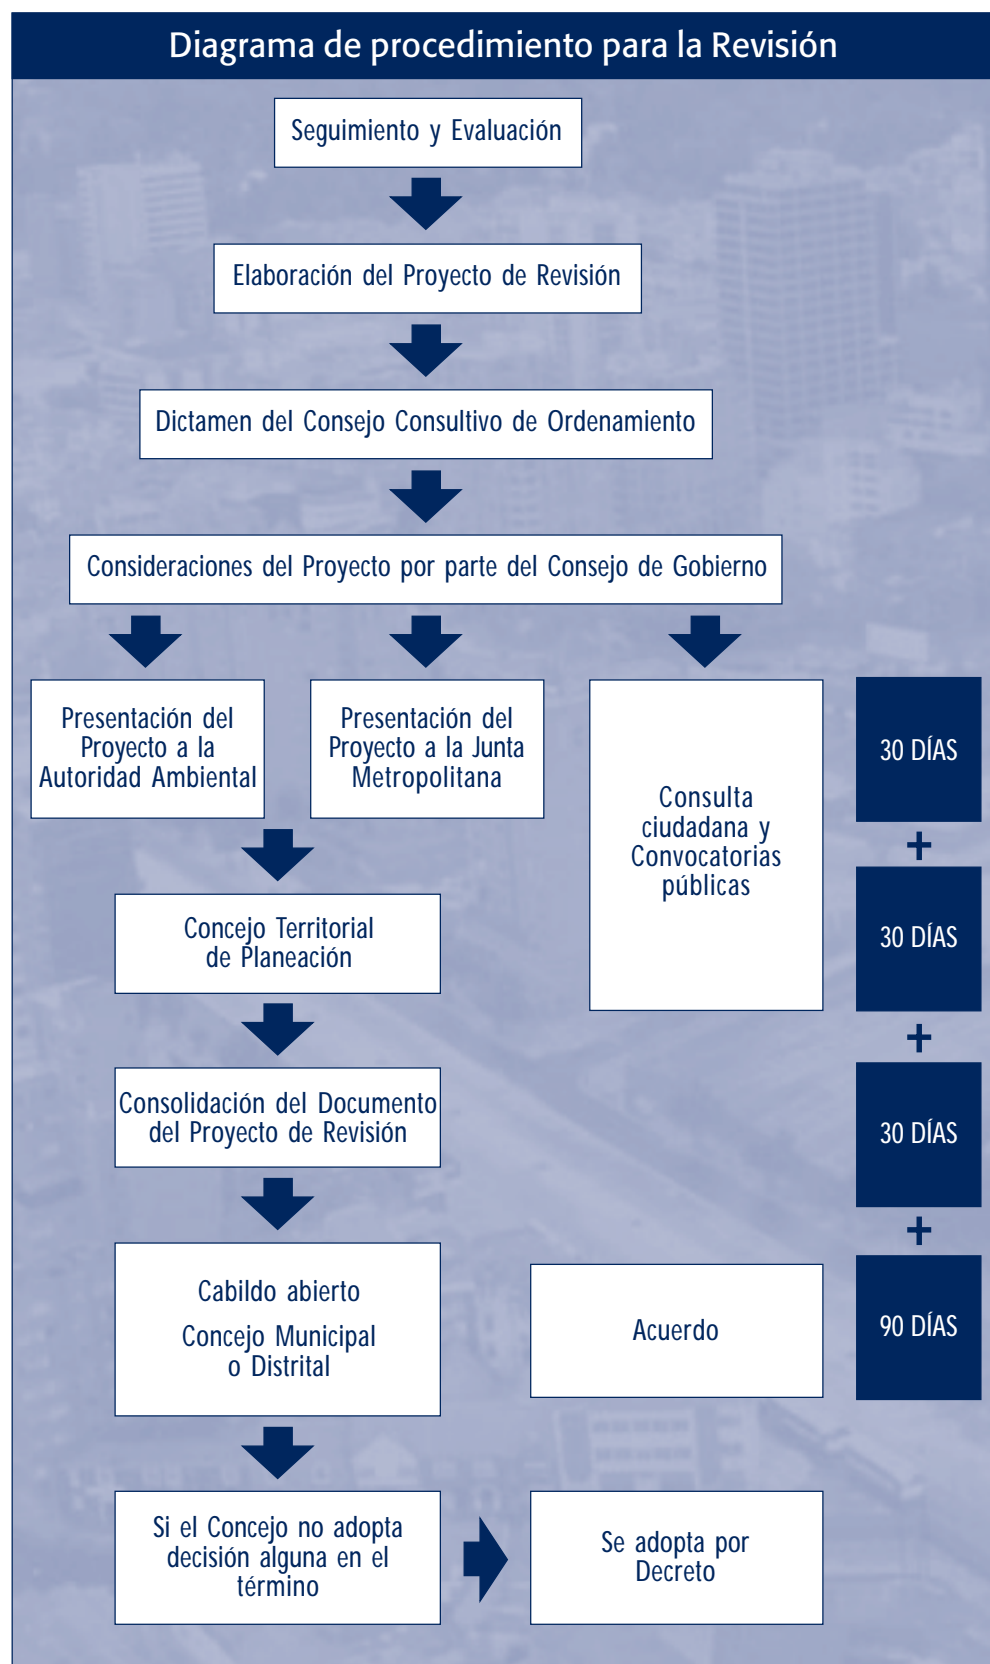 Diagrama de procedimiento para la Revisión
Seguimiento y Evaluación
Elaboración del Proyecto de Revisión
Dictamen del Consejo Consultivo de Ordenamiento
Consideraciones del Proyecto por parte del Consejo de Gobierno
Presentación del
Proyecto a la
Autoridad Ambiental
Presentación del
Proyecto a la Junta
Metropolitana
Consulta
ciudadana y
Convocatorias
públicas
30 DÍAS
+
30 DÍAS
+
30 DÍAS
+
90 DÍAS
Concejo Territorial
de Planeación
Consolidación del Documento
del Proyecto de Revisión
Cabildo abierto
Concejo Municipal
o Distrital
Acuerdo
Si el Concejo no adopta
decisión alguna en el
término
Se adopta por
Decreto